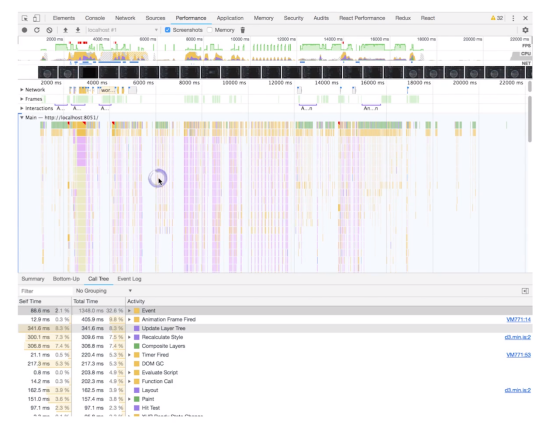 Elements Console Network Sources Performance Application Memory Security Audits React Performance Redux React 32
localhost #1 Screenshots Memory
2000 ms 4000 ms 6000 ms 8000 ms 10000 ms 12000 ms 14000 ms 16000 ms 18000 ms 20000 ms 22000 ms
FPS
CPU
NET
2000 ms 4000 ms 6000 ms 8000 ms 10000 ms 12000 ms 14000 ms 16000 ms 18000 ms 20000 ms 22000 ms
Network
Frames
Interactions A... A... A... A...n An...n
Main — http://localhost:8051/
Summary Bottom-Up Call Tree Event Log
Filter No Grouping
Self Time Total Time Activity
88.6 ms 2.1 % 1348.0 ms 32.6 % Event
12.9 ms 0.3 % 405.9 ms 9.8 % Animation Frame Fired VM771:14
341.6 ms 8.3 % 341.6 ms 8.3 % Update Layer Tree
300.1 ms 7.3 % 309.6 ms 7.5 % Recalculate Style d3.min.js:2
306.8 ms 7.4 % 306.8 ms 7.4 % Composite Layers
21.1 ms 0.5 % 220.4 ms 5.3 % Timer Fired VM771:53
217.3 ms 5.3 % 217.3 ms 5.3 % DOM GC
0.8 ms 0.0 % 203.8 ms 4.9 % Evaluate Script
14.2 ms 0.3 % 202.3 ms 4.9 % Function Call
162.5 ms 3.9 % 162.5 ms 3.9 % Layout d3.min.js:2
151.0 ms 3.6 % 157.4 ms 3.8 % Paint
97.1 ms 2.3 % 97.1 ms 2.3 % Hit Test